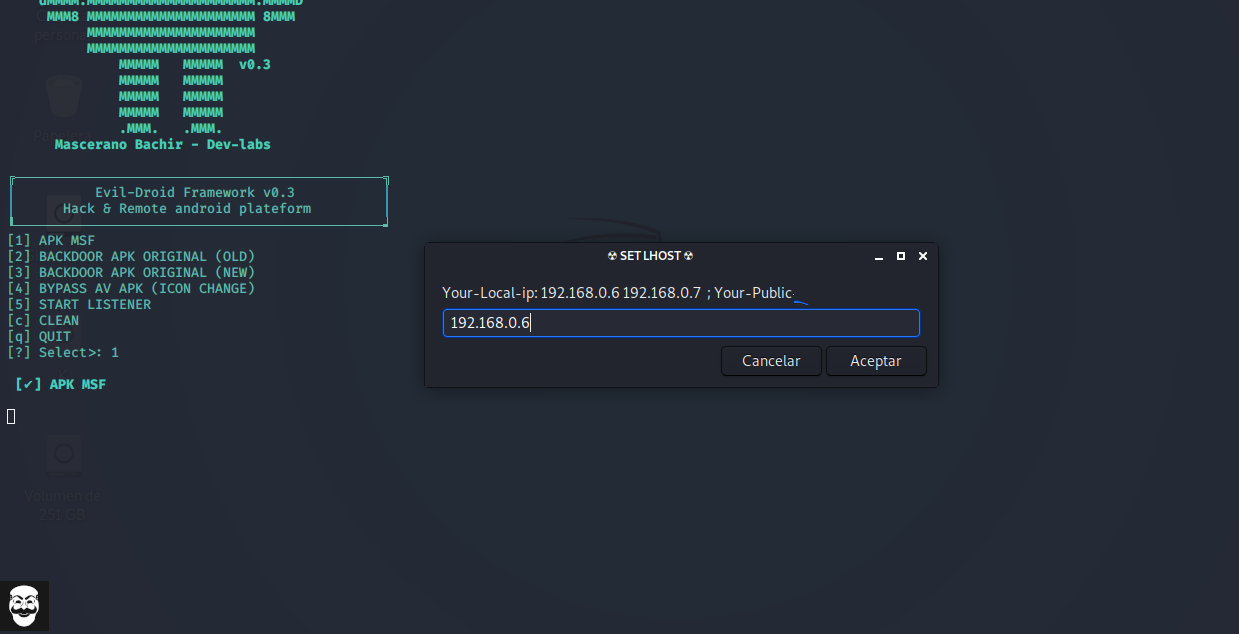 dMMMM.MMMMMMMMMMMMMMMMMMMMM.MMMMD
MMM8 MMMMMMMMMMMMMMMMMMMMM 8MMM
MMMMMMMMMMMMMMMMMMMMM
MMMMMMMMMMMMMMMMMMMMM
MMMMM MMMMM v0.3
MMMMM MMMMM
MMMMM MMMMM
MMMMM MMMMM
.MMM. .MMM.
Mascerano Bachir - Dev-labs
Evil-Droid Framework v0.3
Hack & Remote android plateform
[1] APK MSF
[2] BACKDOOR APK ORIGINAL (OLD)
[3] BACKDOOR APK ORIGINAL (NEW)
[4] BYPASS AV APK (ICON CHANGE)
[5] START LISTENER
[c] CLEAN
[q] QUIT
[?] Select>: 1
[✔] APK MSF
Volumen de
251 GB
☢ SET LHOST ☢
Your-Local-ip: 192.168.0.6 192.168.0.7 ; Your-Public-
192.168.0.6
Cancelar Aceptar